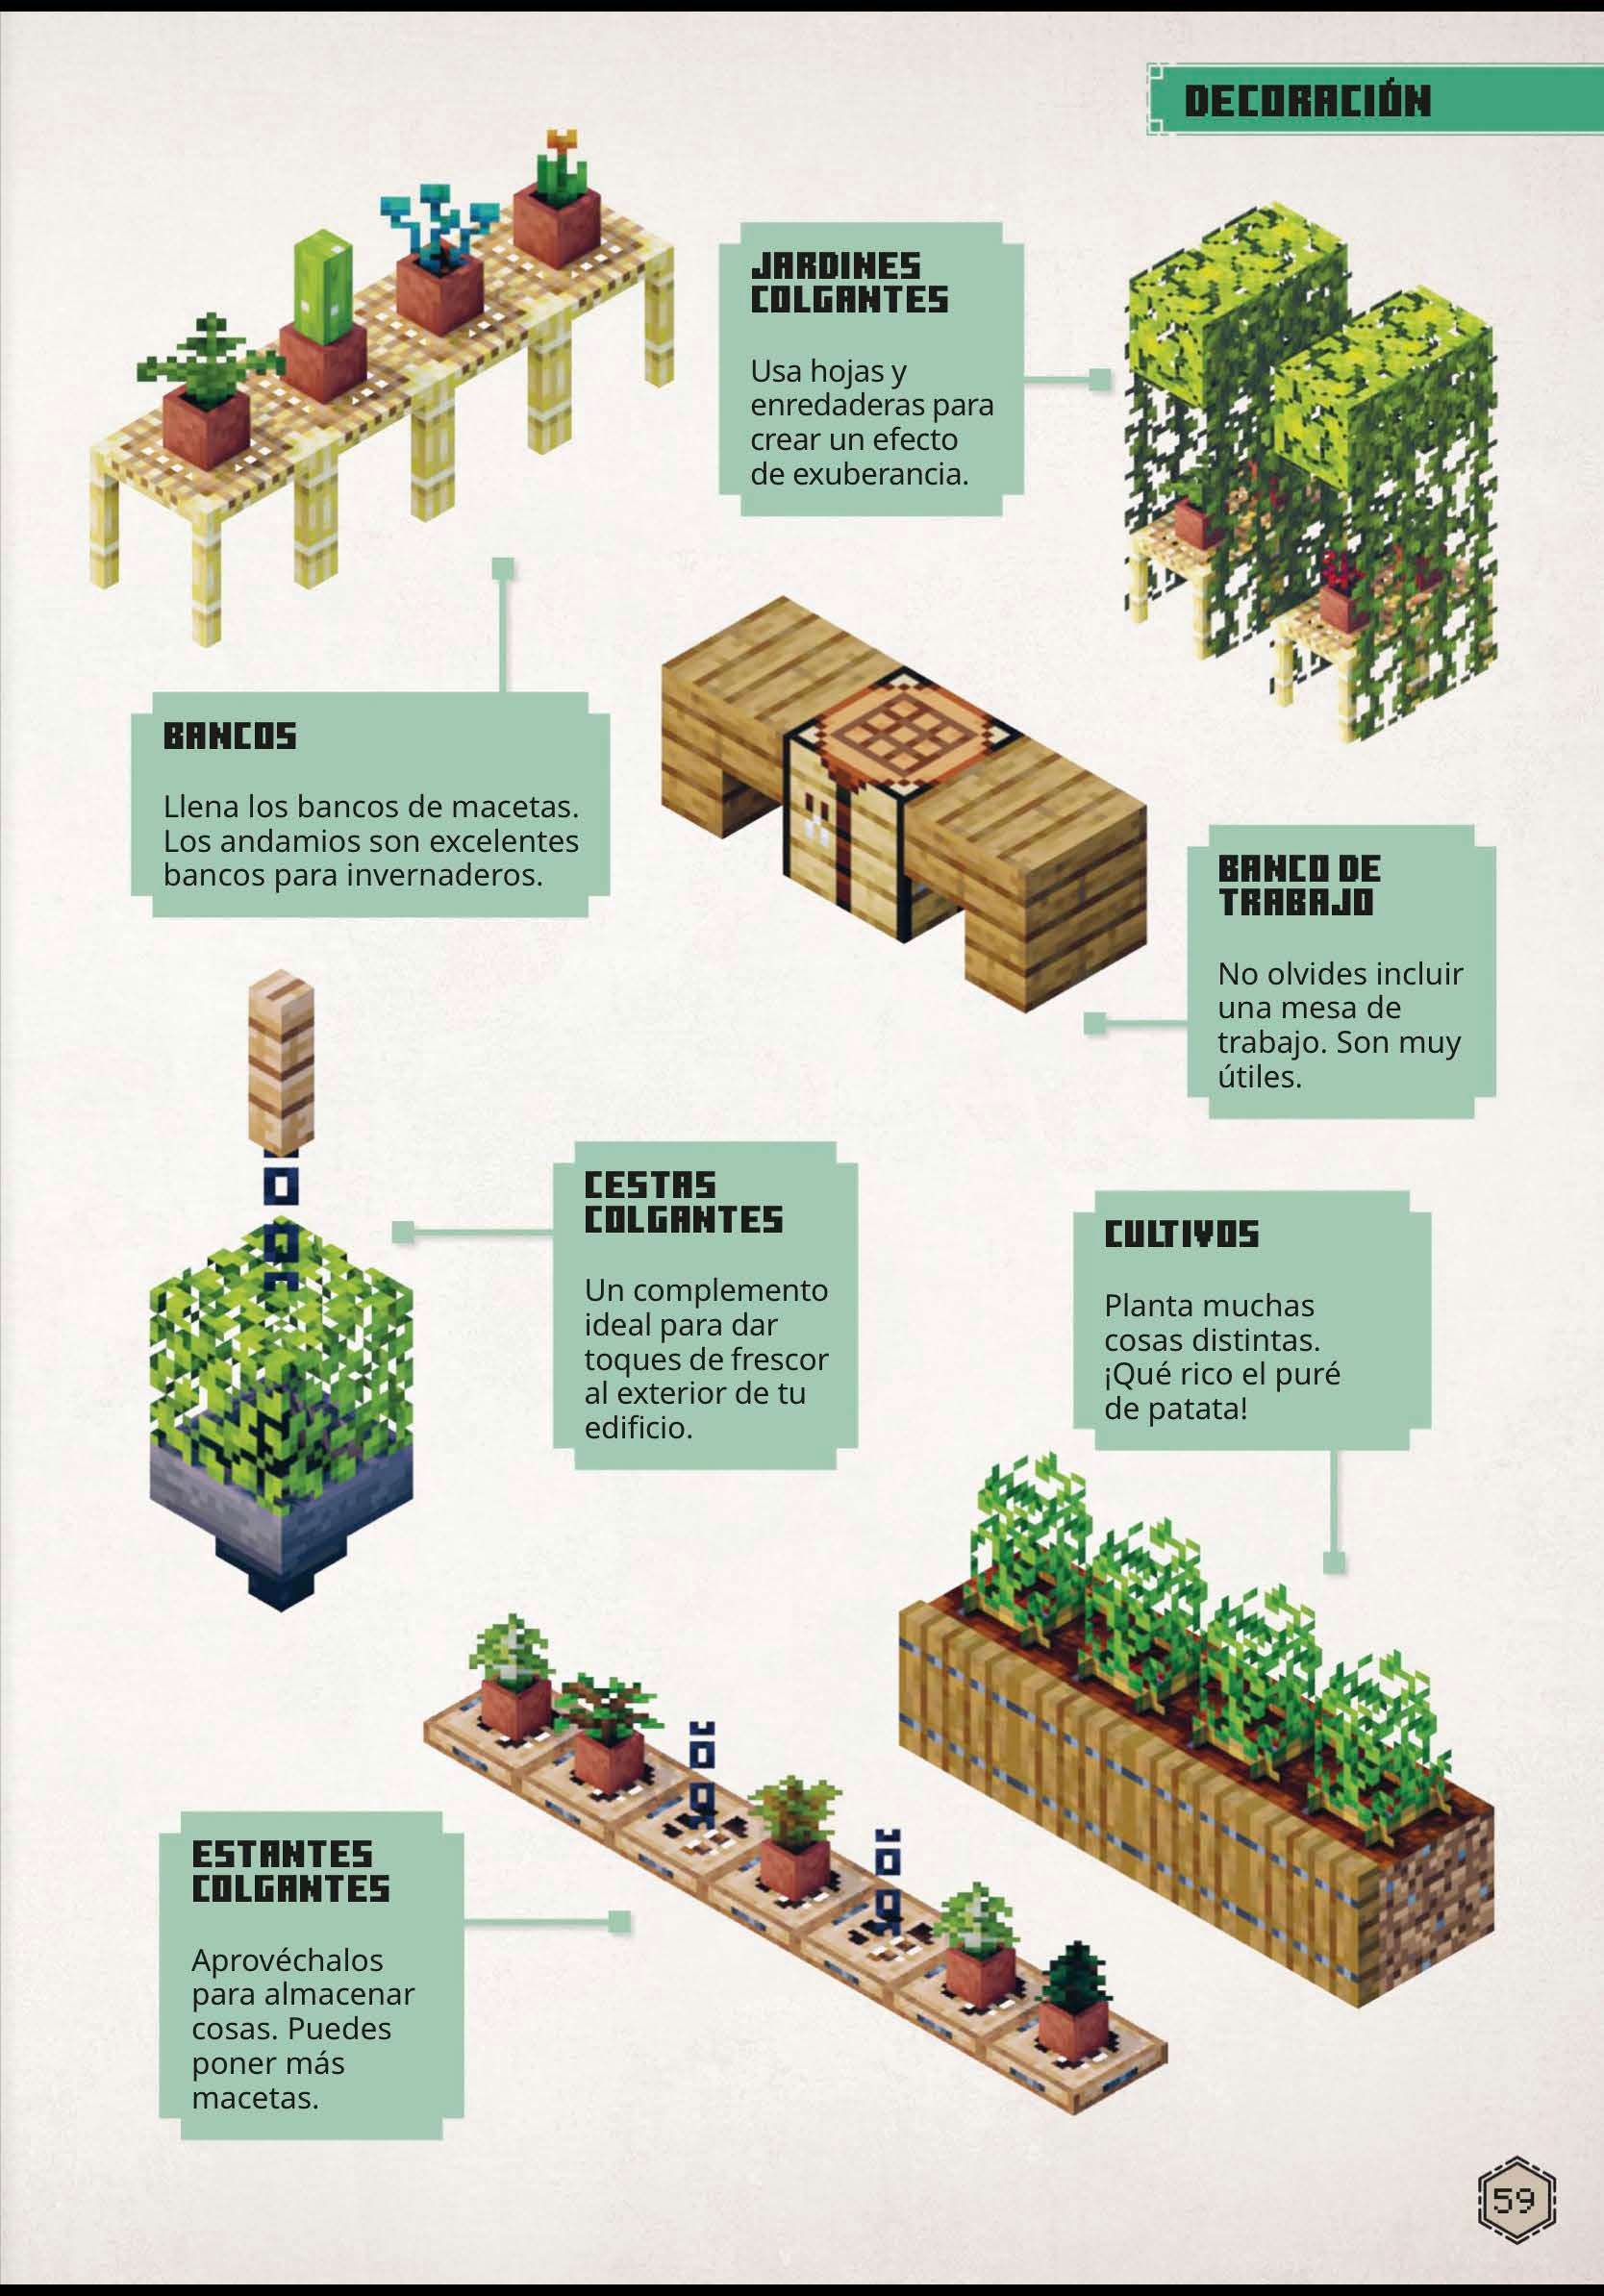 DECORACIÓN
JARDINES
COLGANTES
Usa hojas y
enredaderas para
crear un efecto
de exuberancia.
BANCOS
Llena los bancos de macetas.
Los andamios son excelentes
bancos para invernaderos.
BANCO DE
TRABAJO
No olvides incluir
una mesa de
trabajo. Son muy
útiles.
CESTAS
COLGANTES
Un complemento
ideal para dar
toques de frescor
al exterior de tu
edificio.
CULTIVOS
Planta muchas
cosas distintas.
¡Qué rico el puré
de patata!
ESTANTES
COLGANTES
Aprovéchalos
para almacenar
cosas. Puedes
poner más
macetas.
59